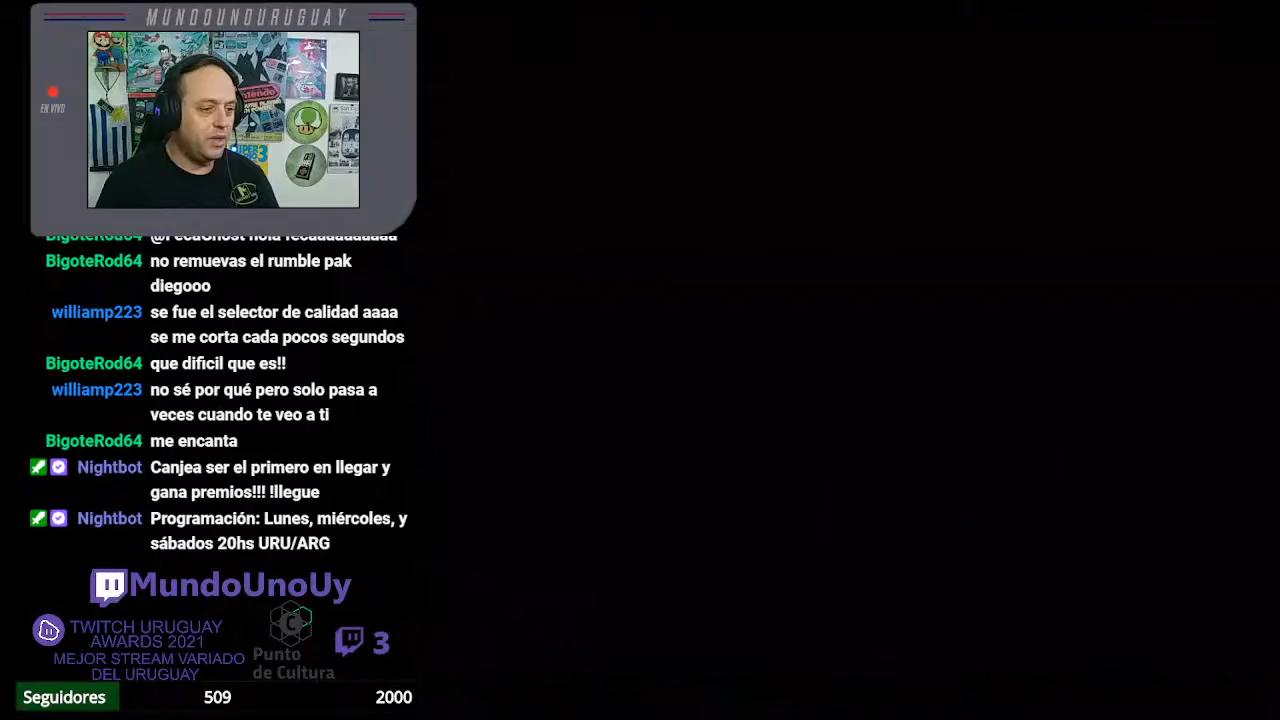 MUNDOUNOURUGUAY
EN VIVO
BigoteRod64
BigoteRod64 no remuevas el rumble pak
diegooo
williamp223 se fue el selector de calidad aaaa
se me corta cada pocos segundos
BigoteRod64 que dificil que es!!
williamp223 no sé por qué pero solo pasa a
veces cuando te veo a ti
BigoteRod64 me encanta
Nightbot Canjea ser el primero en llegar y
gana premios!!! !llegue
Nightbot Programación: Lunes, miércoles, y
sábados 20hs URU/ARG
MundoUnoUy
TWITCH URUGUAY
AWARDS 2021
MEJOR STREAM VARIADO
DEL URUGUAY
Punto
de Cultura
3
Seguidores 509 2000